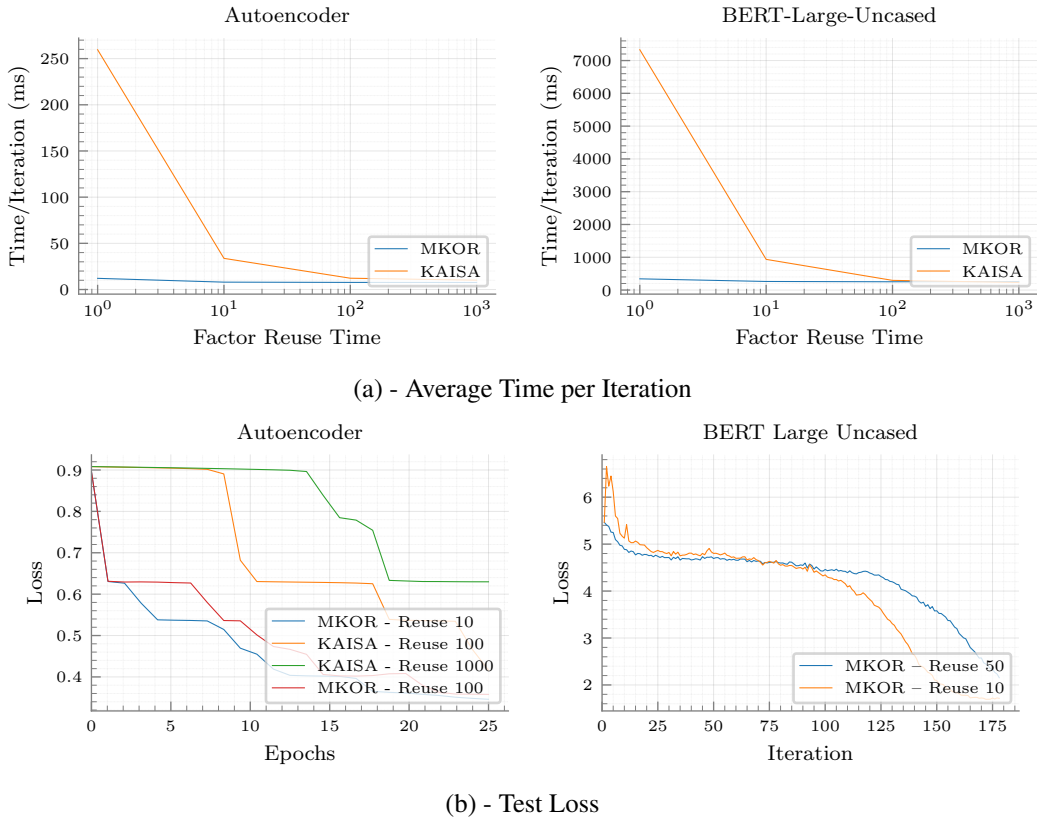 Autoencoder
BERT-Large-Uncased
Time/Iteration (ms)
250
200
150
100
50
0
10^0
10^1
10^2
10^3
Factor Reuse Time
MKOR
KAISA
Time/Iteration (ms)
7000
6000
5000
4000
3000
2000
1000
0
10^0
10^1
10^2
10^3
Factor Reuse Time
MKOR
KAISA
(a) - Average Time per Iteration
Autoencoder
BERT Large Uncased
Loss
0.9
0.8
0.7
0.6
0.5
0.4
0
5
10
15
20
25
Epochs
MKOR - Reuse 10
KAISA - Reuse 100
KAISA - Reuse 1000
MKOR - Reuse 100
Loss
6
5
4
3
2
0
25
50
75
100
125
150
175
Iteration
MKOR – Reuse 50
MKOR – Reuse 10
(b) - Test Loss